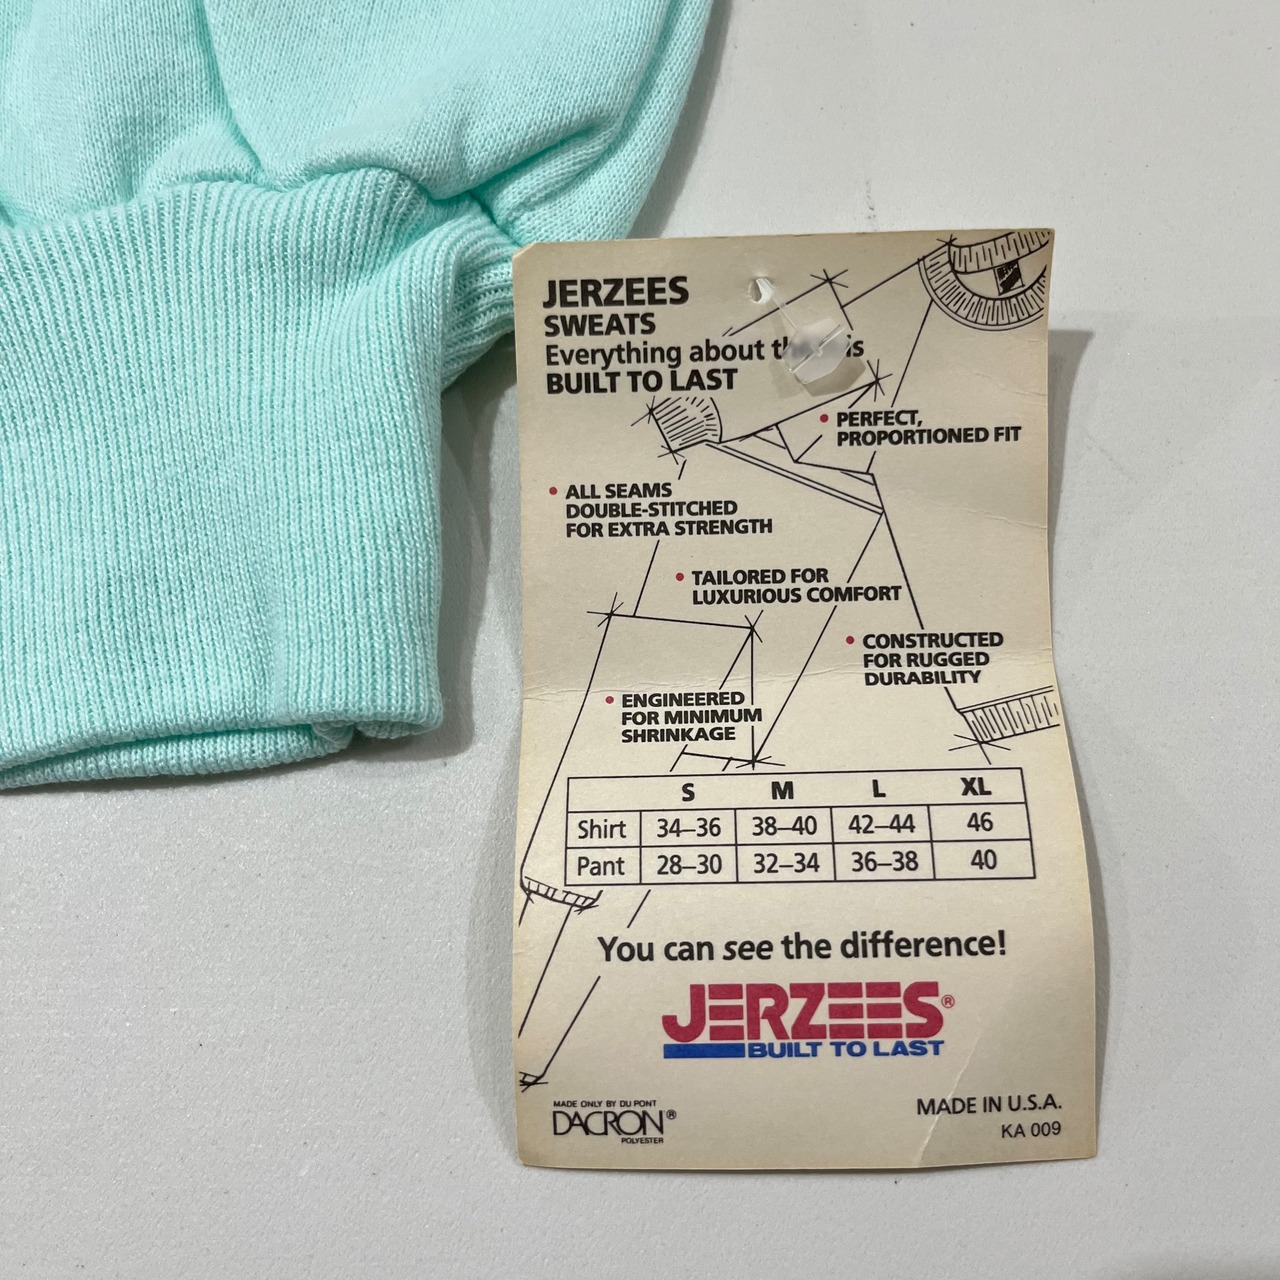 JERZEES
SWEATS
Everything about is
BUILT TO LAST
• PERFECT,
PROPORTIONED FIT
• ALL SEAMS
DOUBLE-STITCHED
FOR EXTRA STRENGTH
• TAILORED FOR
LUXURIOUS COMFORT
• CONSTRUCTED
FOR RUGGED
DURABILITY
• ENGINEERED
FOR MINIMUM
SHRINKAGE
S M L XL
Shirt 34–36 38–40 42–44 46
Pant 28–30 32–34 36–38 40
You can see the difference!
JERZEES®
BUILT TO LAST
MADE ONLY BY DU PONT
DACRON®
POLYESTER
MADE IN U.S.A.
KA 009